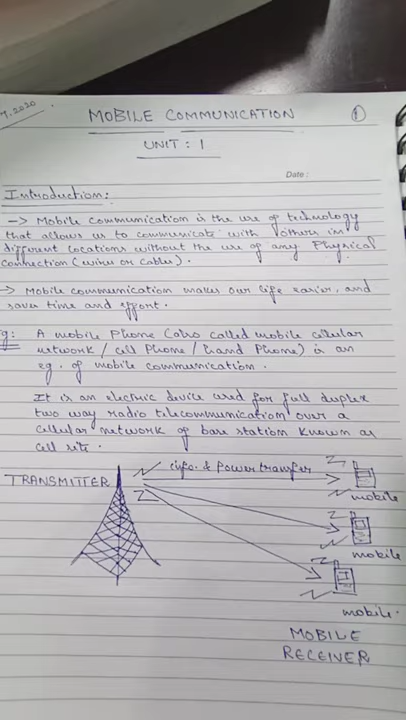 2020
MOBILE COMMUNICATION
1
UNIT : 1
Date :
Introduction:
→ Mobile communication is the use of technology
that allows us to communicate with others in
different locations without the use of any Physical
connection (wires or cables).
→ Mobile communication makes our life easier, and
saves time and effort.
g: A mobile Phone (also called mobile cellular
network / cell Phone / hand Phone) is an
eg. of mobile communication.
It is an electric device used for full duplex
two way radio telecommunication over a
cellular network of base station known as
cell site.
info. & power transfer
TRANSMITTER
mobile
mobile
mobile.
MOBILE
RECEIVER